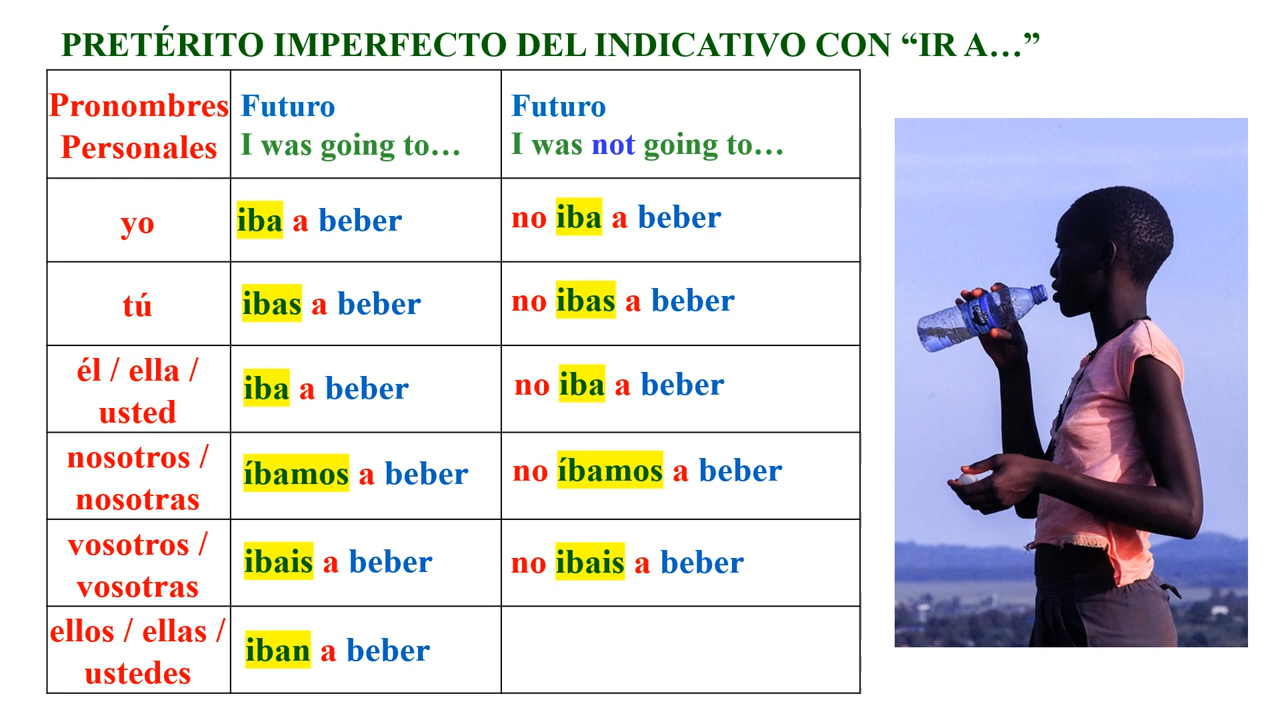 PRETÉRITO IMPERFECTO DEL INDICATIVO CON “IR A…”
Pronombres
Personales
Futuro
I was going to…
Futuro
I was not going to…
yo
iba a beber
no iba a beber
tú
ibas a beber
no ibas a beber
él / ella /
usted
iba a beber
no iba a beber
nosotros /
nosotras
íbamos a beber
no íbamos a beber
vosotros /
vosotras
ibais a beber
no ibais a beber
ellos / ellas /
ustedes
iban a beber